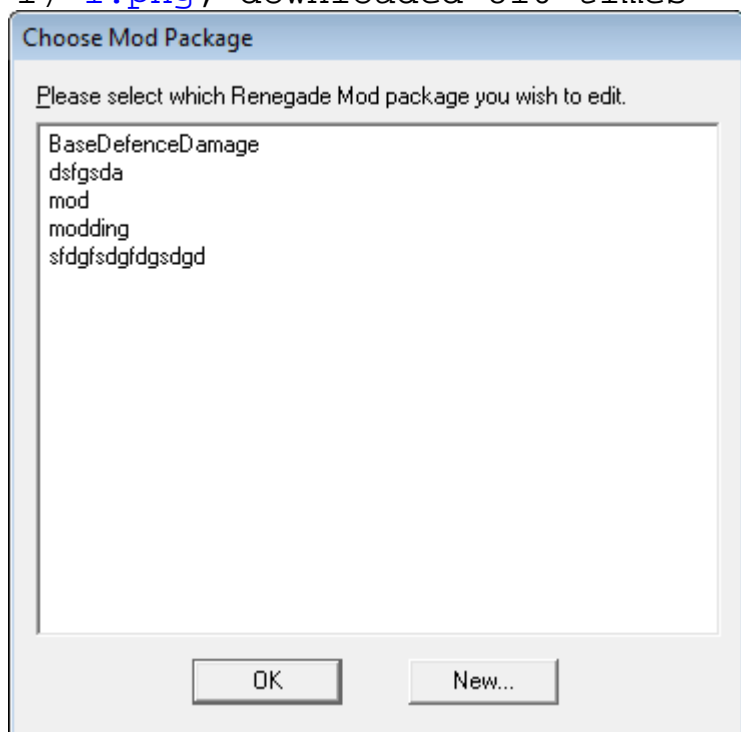 Choose Mod Package
Please select which Renegade Mod package you wish to edit.
BaseDefenceDamage
dsfgsda
mod
modding
sfdgfsdgfdgsdgd
OK
New...